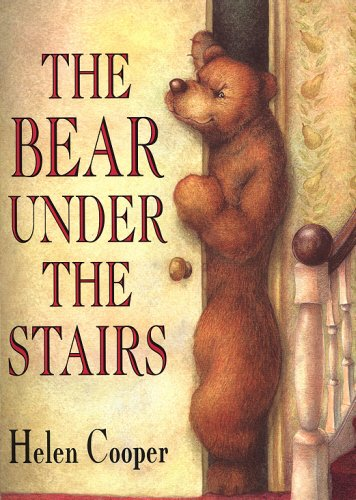 THE
BEAR
UNDER
THE
STAIRS
Helen Cooper